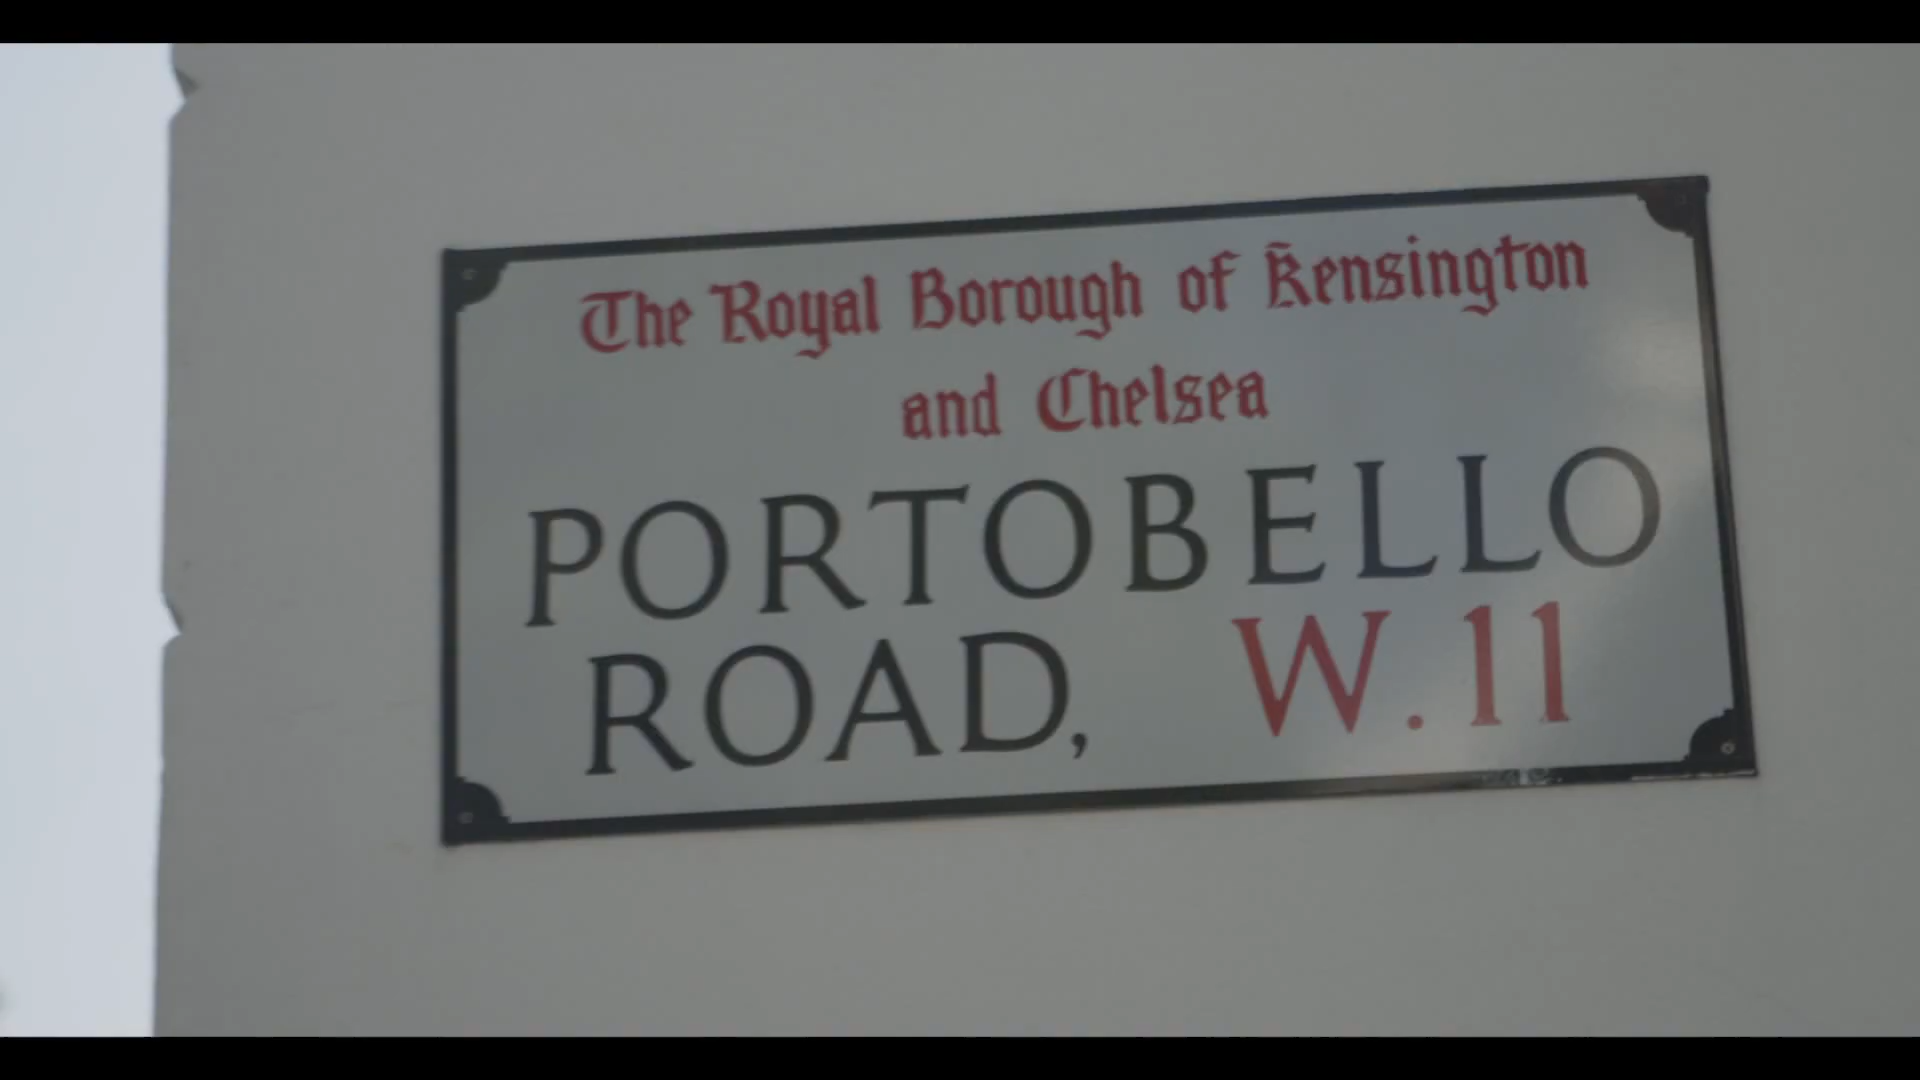 The Royal Borough of Kensington
and Chelsea
PORTOBELLO
ROAD, W.11